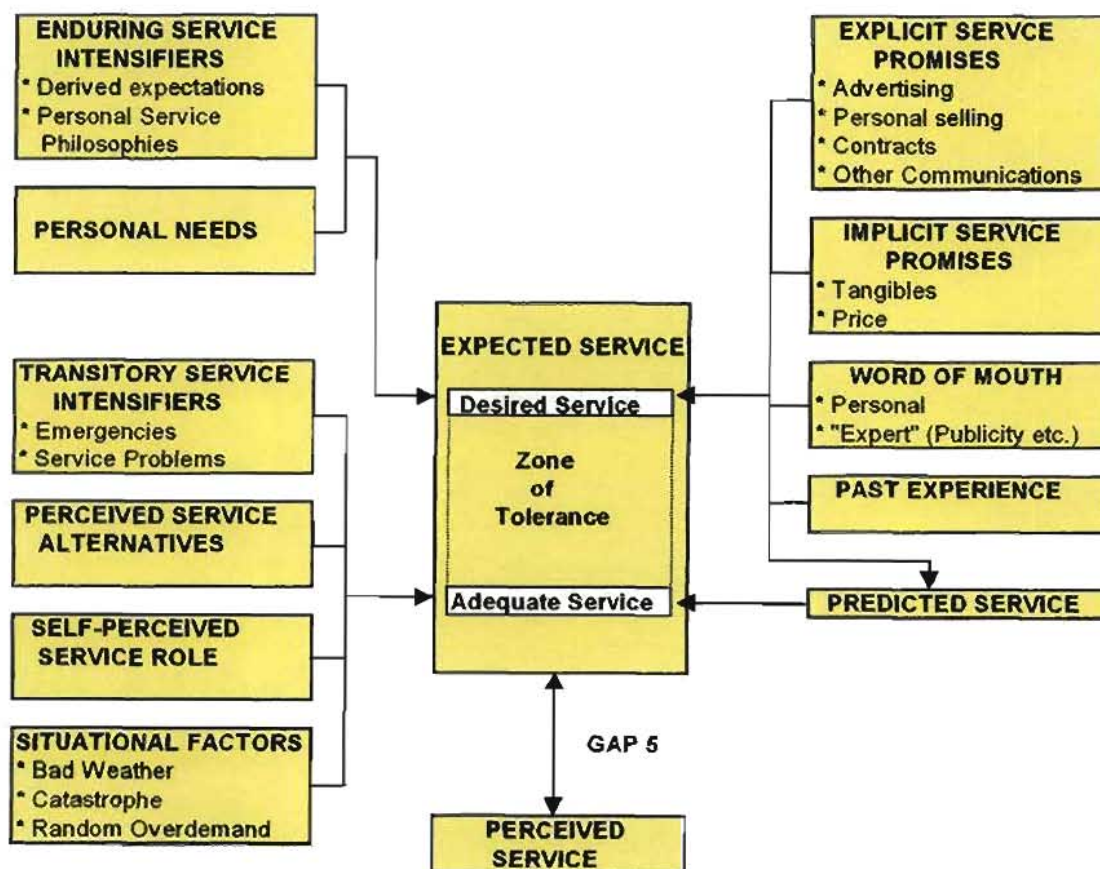 ENDURING SERVICE
INTENSIFIERS
* Derived expectations
* Personal Service
Philosophies
PERSONAL NEEDS
TRANSITORY SERVICE
INTENSIFIERS
* Emergencies
* Service Problems
PERCEIVED SERVICE
ALTERNATIVES
SELF-PERCEIVED
SERVICE ROLE
SITUATIONAL FACTORS
* Bad Weather
* Catastrophe
* Random Overdemand
EXPECTED SERVICE
Desired Service
Zone
of
Tolerance
Adequate Service
GAP 5
PERCEIVED
SERVICE
EXPLICIT SERVCE
PROMISES
* Advertising
* Personal selling
* Contracts
* Other Communications
IMPLICIT SERVICE
PROMISES
* Tangibles
* Price
WORD OF MOUTH
* Personal
* "Expert" (Publicity etc.)
PAST EXPERIENCE
PREDICTED SERVICE